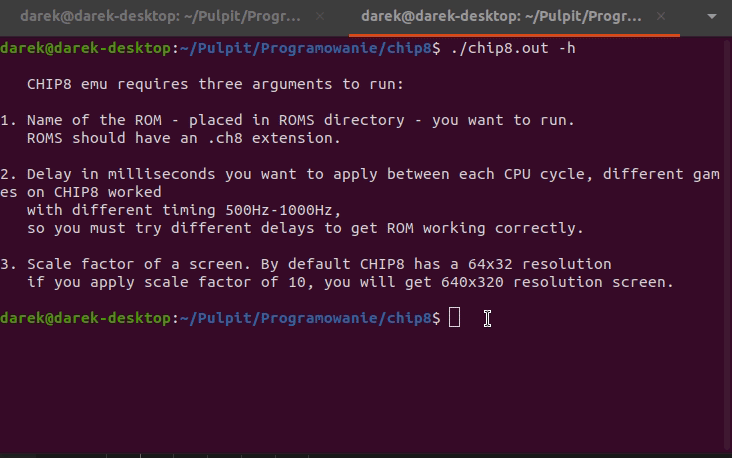 darek@darek-desktop: ~/Pulpit/Progr... × darek@darek-desktop: ~/Pulpit/Progr... ×
darek@darek-desktop:~/Pulpit/Programowanie/chip8$ ./chip8.out -h
CHIP8 emu requires three arguments to run:
1. Name of the ROM - placed in ROMS directory - you want to run.
ROMS should have an .ch8 extension.
2. Delay in milliseconds you want to apply between each CPU cycle, different gam
es on CHIP8 worked
with different timing 500Hz-1000Hz,
so you must try different delays to get ROM working correctly.
3. Scale factor of a screen. By default CHIP8 has a 64x32 resolution
if you apply scale factor of 10, you will get 640x320 resolution screen.
darek@darek-desktop:~/Pulpit/Programowanie/chip8$